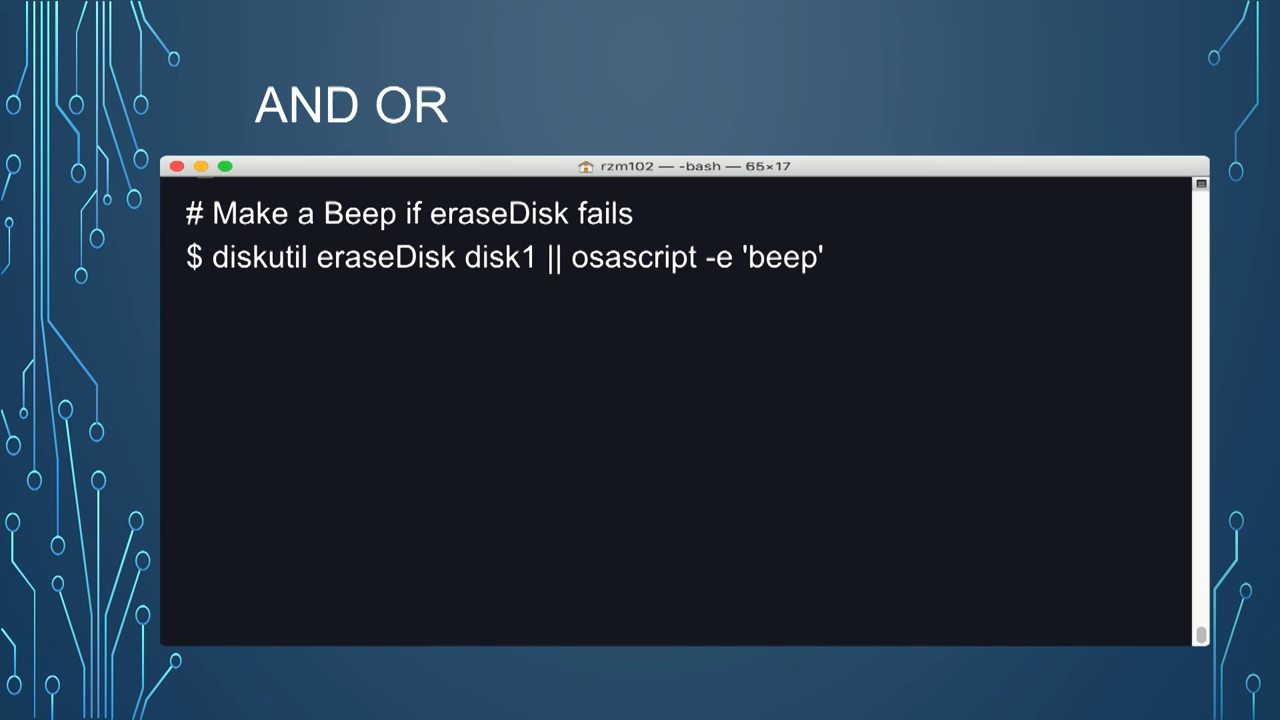 AND OR
rzm102 — -bash — 65×17
# Make a Beep if eraseDisk fails
$ diskutil eraseDisk disk1 || osascript -e 'beep'